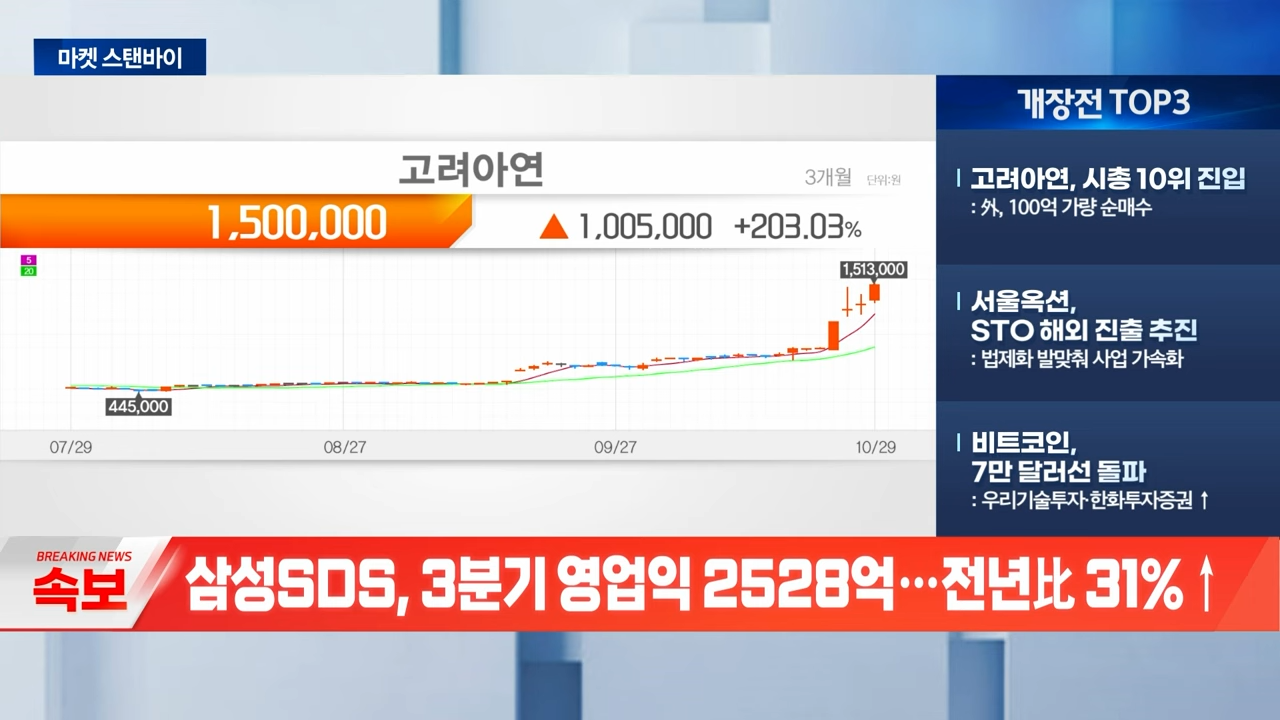 마켓 스탠바이
고려아연
3개월 단위:원
1,500,000
▲ 1,005,000 +203.03%
5
20
1,513,000
445,000
07/29 08/27 09/27 10/29
개장전 TOP3
고려아연, 시총 10위 진입
: 外, 100억 가량 순매수
서울옥션,
STO 해외 진출 추진
: 법제화 발맞춰 사업 가속화
비트코인,
7만 달러선 돌파
: 우리기술투자·한화투자증권 ↑
BREAKING NEWS
속보
삼성SDS, 3분기 영업익 2528억…전년比 31%↑